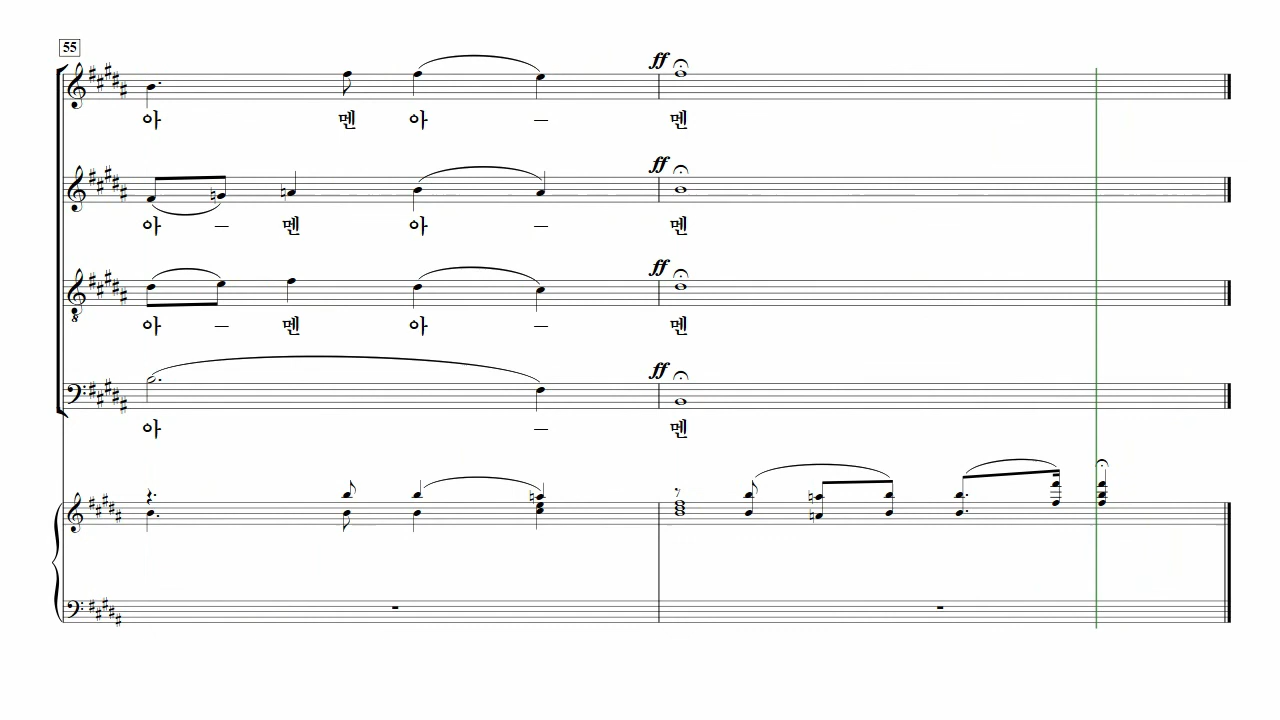 55
ff
아 멘 아 – 멘
ff
아 – 멘 아 – 멘
ff
아 – 멘 아 – 멘
ff
아 – 멘